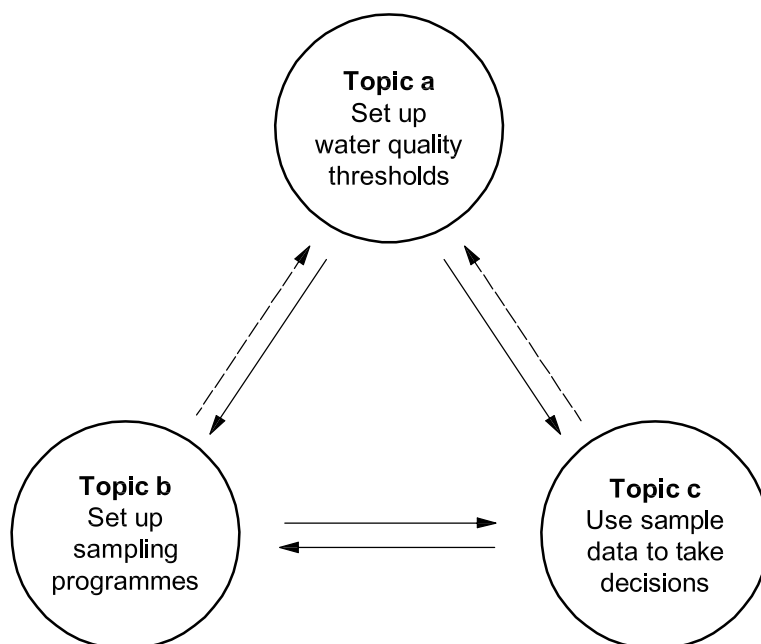 Topic a
Set up
water quality
thresholds
Topic b
Set up
sampling
programmes
Topic c
Use sample
data to take
decisions